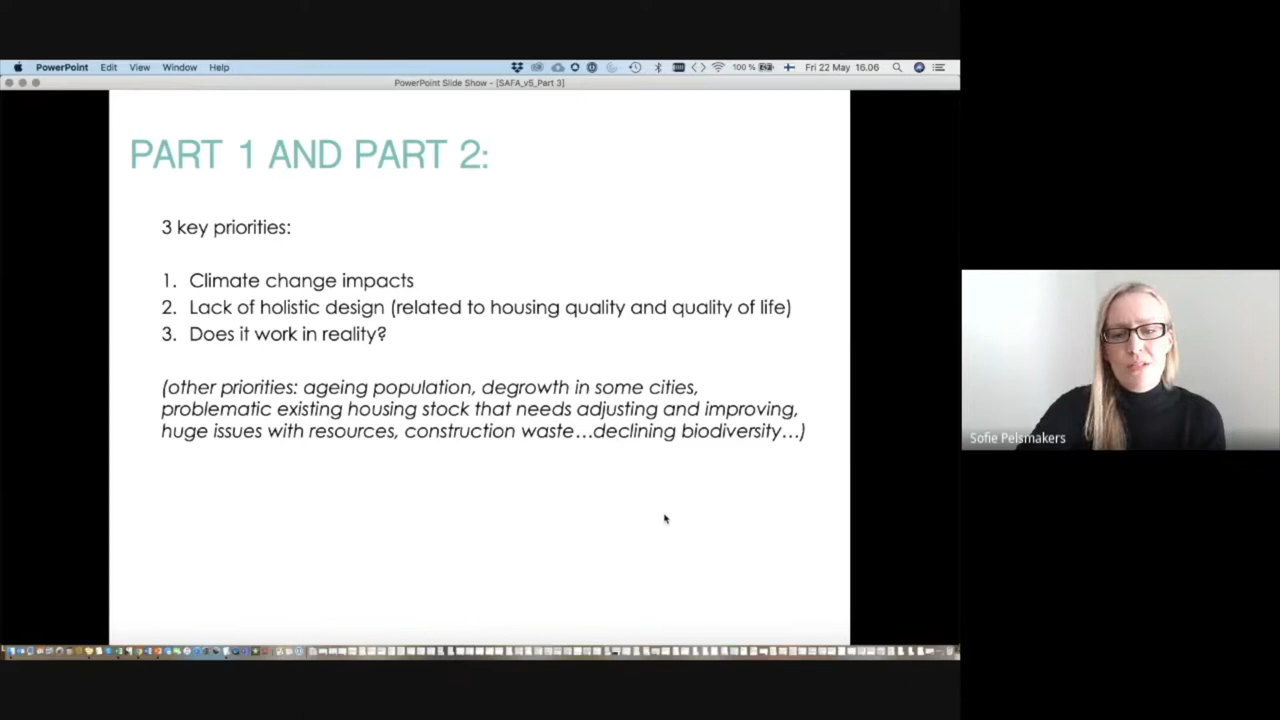 PowerPoint Edit View Window Help 100 % Fri 22 May 16.06
PowerPoint Slide Show - [SAFA_v5_Part 3]
PART 1 AND PART 2:
3 key priorities:
1. Climate change impacts
2. Lack of holistic design (related to housing quality and quality of life)
3. Does it work in reality?
(other priorities: ageing population, degrowth in some cities,
problematic existing housing stock that needs adjusting and improving,
huge issues with resources, construction waste…declining biodiversity…)
Sofie Pelsmakers